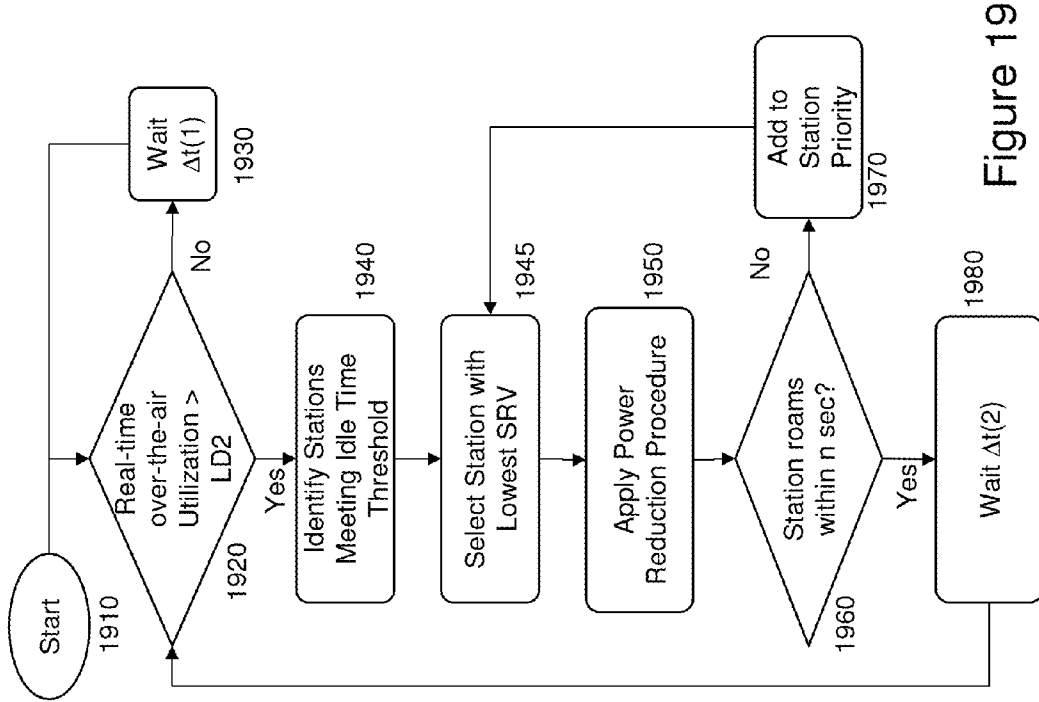 Start
1910
Real-time
over-the-air
Utilization >
LD2
1920
No
Wait
Δt(1)
1930
Yes
Identify Stations
Meeting Idle Time
Threshold
1940
Select Station with
Lowest SRV
1945
Apply Power
Reduction Procedure
1950
Station roams
within n sec?
1960
No
Add to
Station
Priority
1970
Yes
Wait Δt(2)
1980
Figure 19